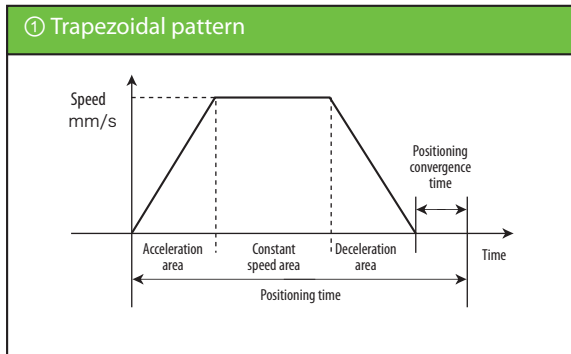 ① Trapezoidal pattern
Speed
mm/s
Positioning
convergence
time
Acceleration
area
Constant
speed area
Deceleration
area
Time
Positioning time